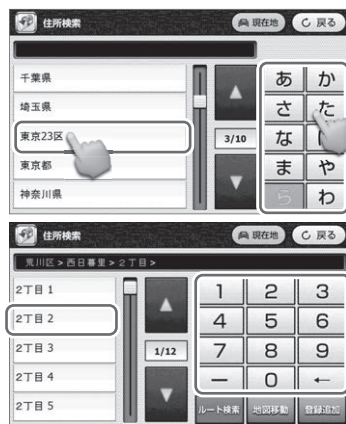 住所検索 現在地 戻る
千葉県
埼玉県
東京23区
東京都
神奈川県
3/10
あ か
さ た
な
ま や
ら わ
住所検索 現在地 戻る
荒川区 > 西日暮里 > 2丁目 >
2丁目 1
2丁目 2
2丁目 3
2丁目 4
2丁目 5
1/12
1 2 3
4 5 6
7 8 9
ー 0 ←
ルート検索 地図移動 登録追加